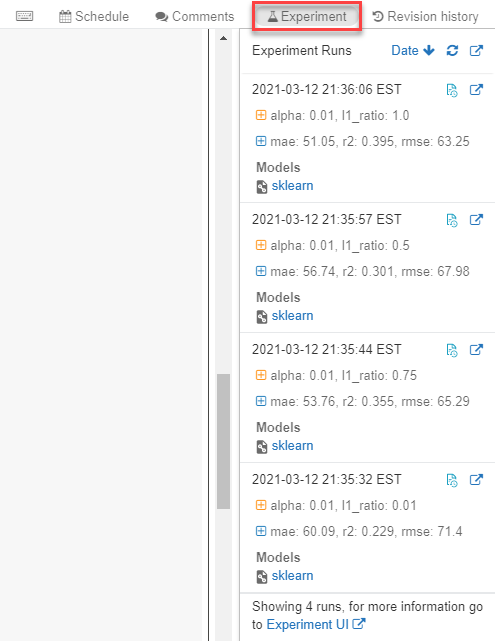 Schedule Comments Experiment Revision history
Experiment Runs Date
2021-03-12 21:36:06 EST
alpha: 0.01, l1_ratio: 1.0
mae: 51.05, r2: 0.395, rmse: 63.25
Models
sklearn
2021-03-12 21:35:57 EST
alpha: 0.01, l1_ratio: 0.5
mae: 56.74, r2: 0.301, rmse: 67.98
Models
sklearn
2021-03-12 21:35:44 EST
alpha: 0.01, l1_ratio: 0.75
mae: 53.76, r2: 0.355, rmse: 65.29
Models
sklearn
2021-03-12 21:35:32 EST
alpha: 0.01, l1_ratio: 0.01
mae: 60.09, r2: 0.229, rmse: 71.4
Models
sklearn
Showing 4 runs, for more information go
to Experiment UI